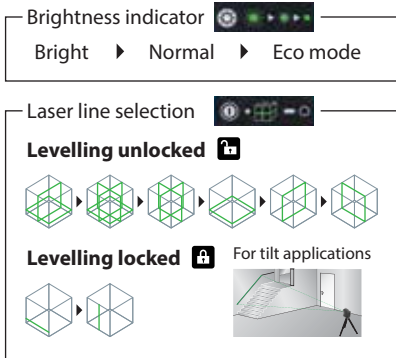 Brightness indicator
Bright Normal Eco mode
Laser line selection
Levelling unlocked
Levelling locked
For tilt applications